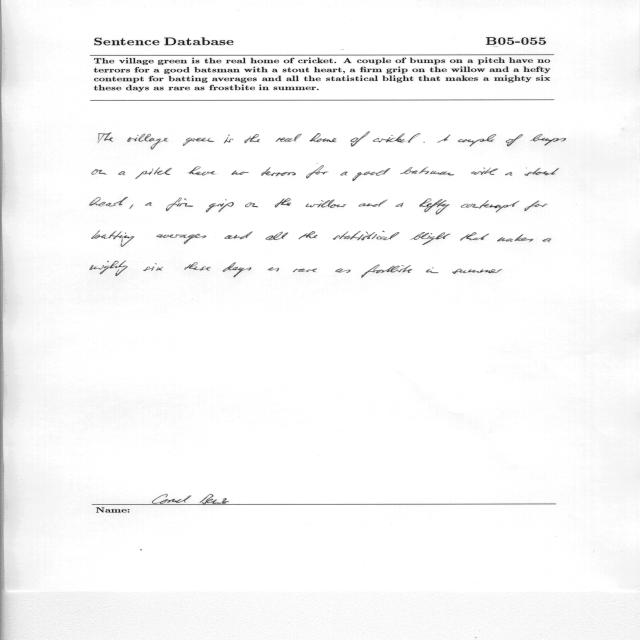 Sentence Database B05-055
The village green is the real home of cricket. A couple of bumps on a pitch have no
terrors for a good batsman with a stout heart, a firm grip on the willow and a hefty
contempt for batting averages and all the statistical blight that makes a mighty six
these days as rare as frostbite in summer.
The village green is the real home of cricket. A couple of bumps
on a pitch have no terrors for a good batsman with a stout
heart, a firm grip on the willow and a hefty contempt for
batting averages and all the statistical blight that makes a
mighty six these days as rare as frostbite in summer
Name: